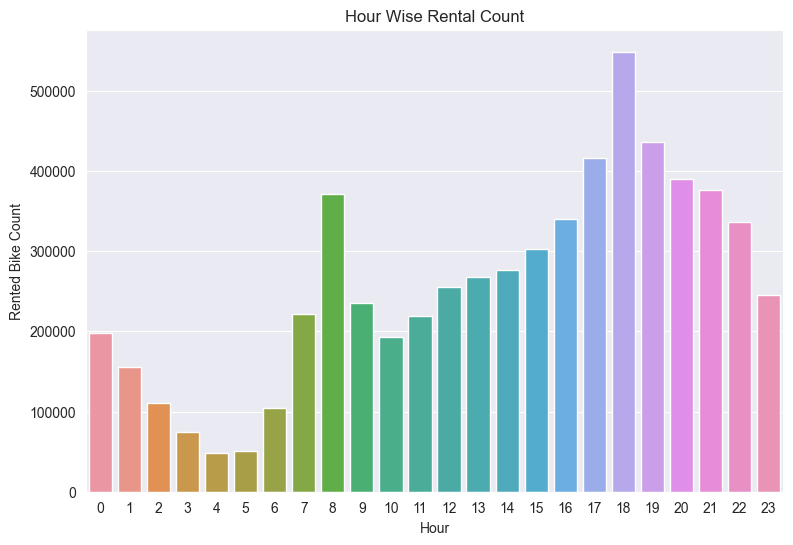 Hour Wise Rental Count
Rented Bike Count
500000
400000
300000
200000
100000
0
0 1 2 3 4 5 6 7 8 9 10 11 12 13 14 15 16 17 18 19 20 21 22 23
Hour